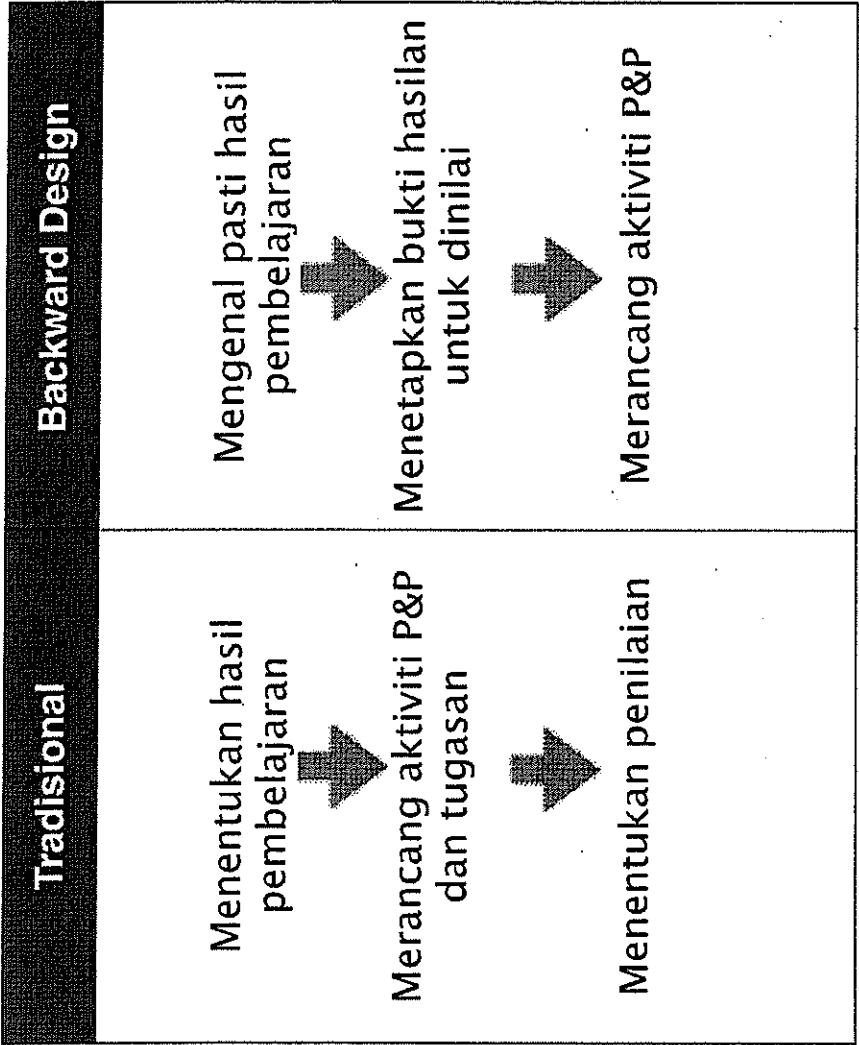 Tradisional
Menentukan hasil
pembelajaran
Merancang aktiviti P&P
dan tugasan
Menentukan penilaian
Backward Design
Mengenal pasti hasil
pembelajaran
Menetapkan bukti hasilan
untuk dinilai
Merancang aktiviti P&P